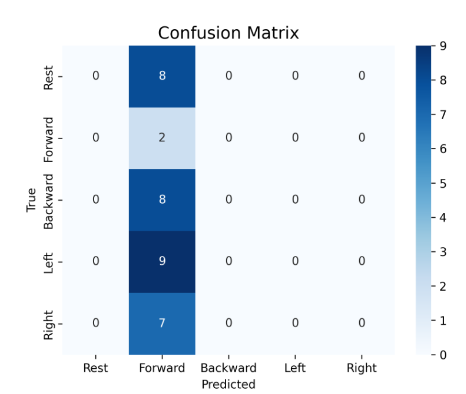 Confusion Matrix
Rest 0 8 0 0 0
Forward 0 2 0 0 0
Backward 0 8 0 0 0
Left 0 9 0 0 0
Right 0 7 0 0 0
True
Rest Forward Backward Left Right
Predicted
9
8
7
6
5
4
3
2
1
0